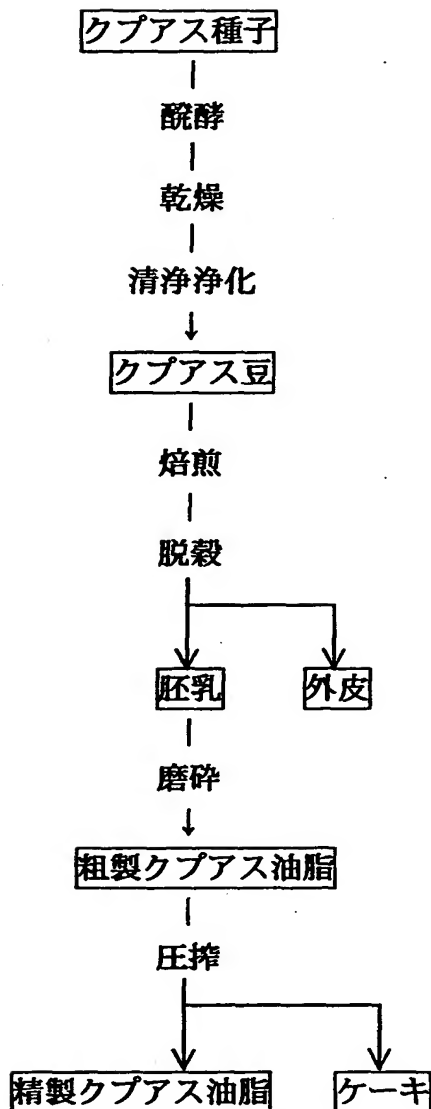 クプアス種子
醗酵
乾燥
清浄浄化
クプアス豆
焙煎
脱穀
胚乳 外皮
磨砕
粗製クプアス油脂
圧搾
精製クプアス油脂 ケーキ